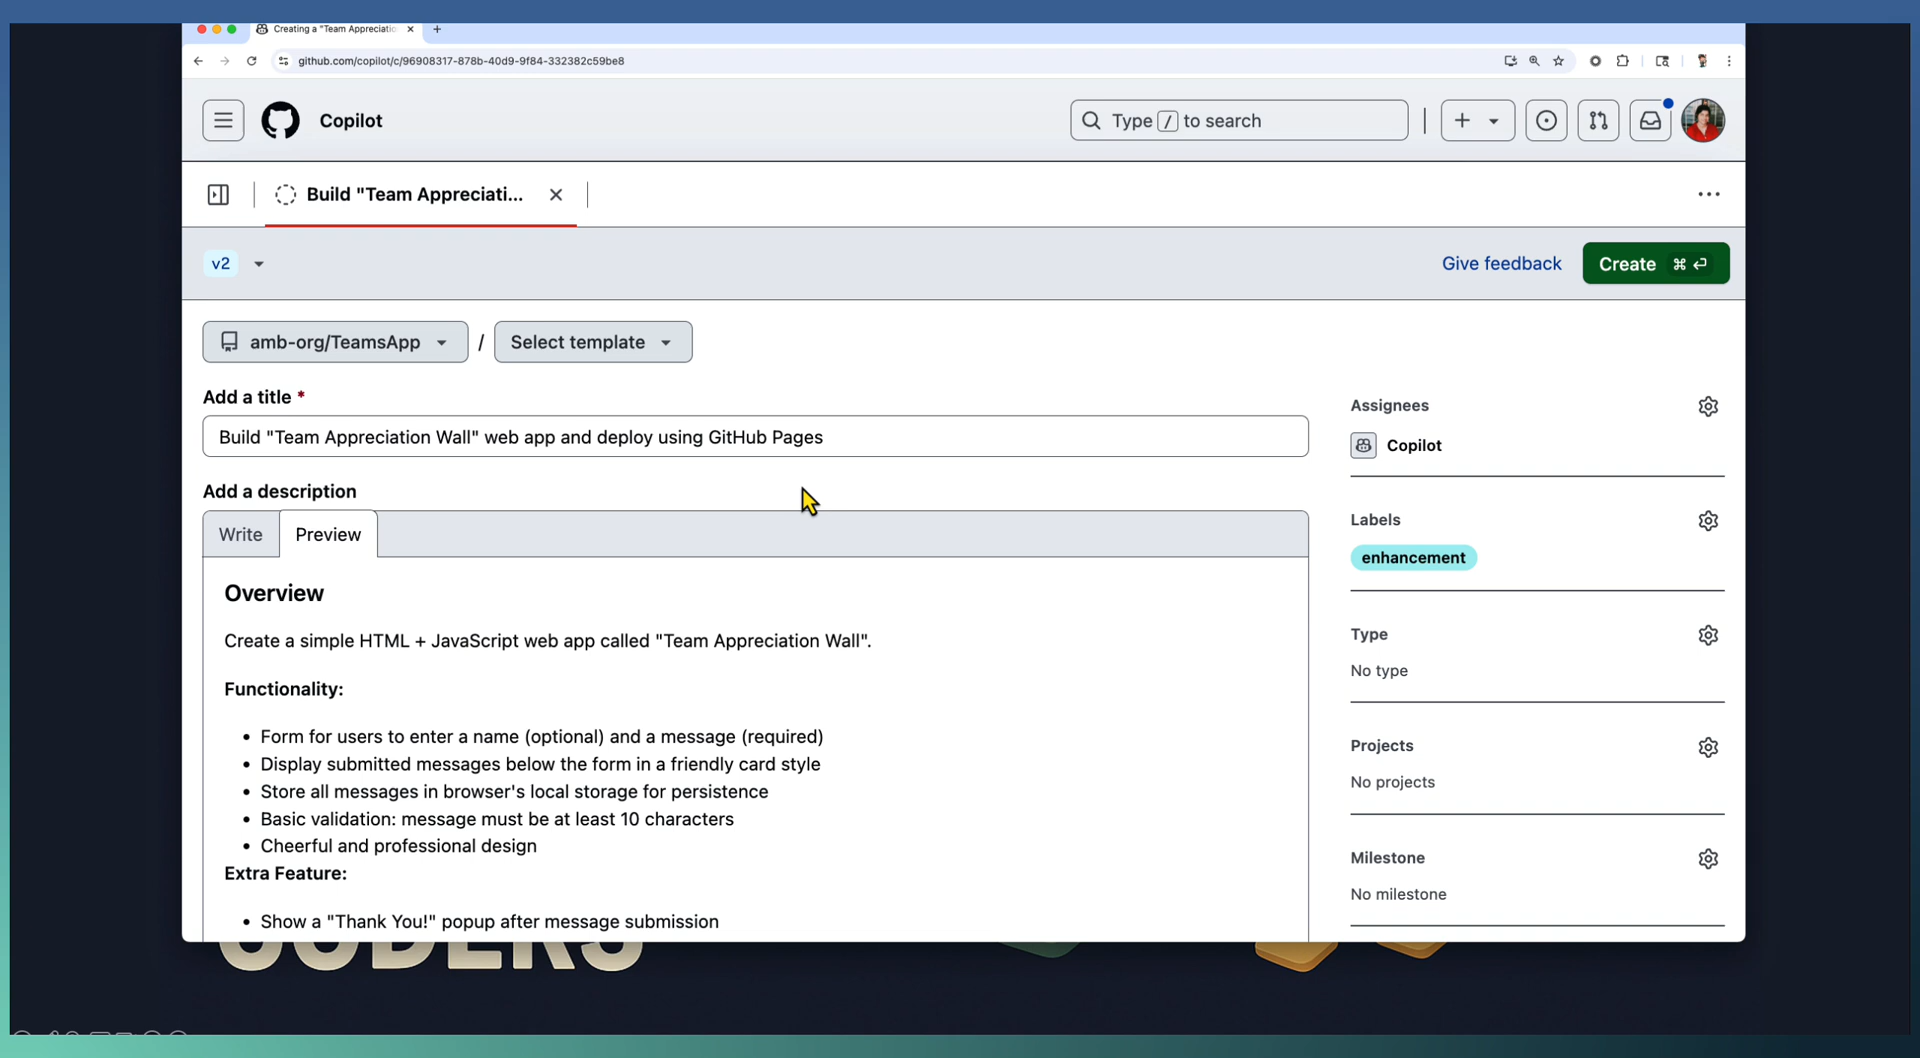 Creating a "Team Appreciatio
github.com/copilot/c/96908317-878b-40d9-9f84-332382c59be8
Copilot
Type / to search
Build "Team Appreciati...
v2
Give feedback
Create ⌘ ⏎
amb-org/TeamsApp / Select template
Add a title *
Build "Team Appreciation Wall" web app and deploy using GitHub Pages
Add a description
Write Preview
Overview
Create a simple HTML + JavaScript web app called "Team Appreciation Wall".
Functionality:
• Form for users to enter a name (optional) and a message (required)
• Display submitted messages below the form in a friendly card style
• Store all messages in browser's local storage for persistence
• Basic validation: message must be at least 10 characters
• Cheerful and professional design
Extra Feature:
• Show a "Thank You!" popup after message submission
Assignees
Copilot
Labels
enhancement
Type
No type
Projects
No projects
Milestone
No milestone
CODERS